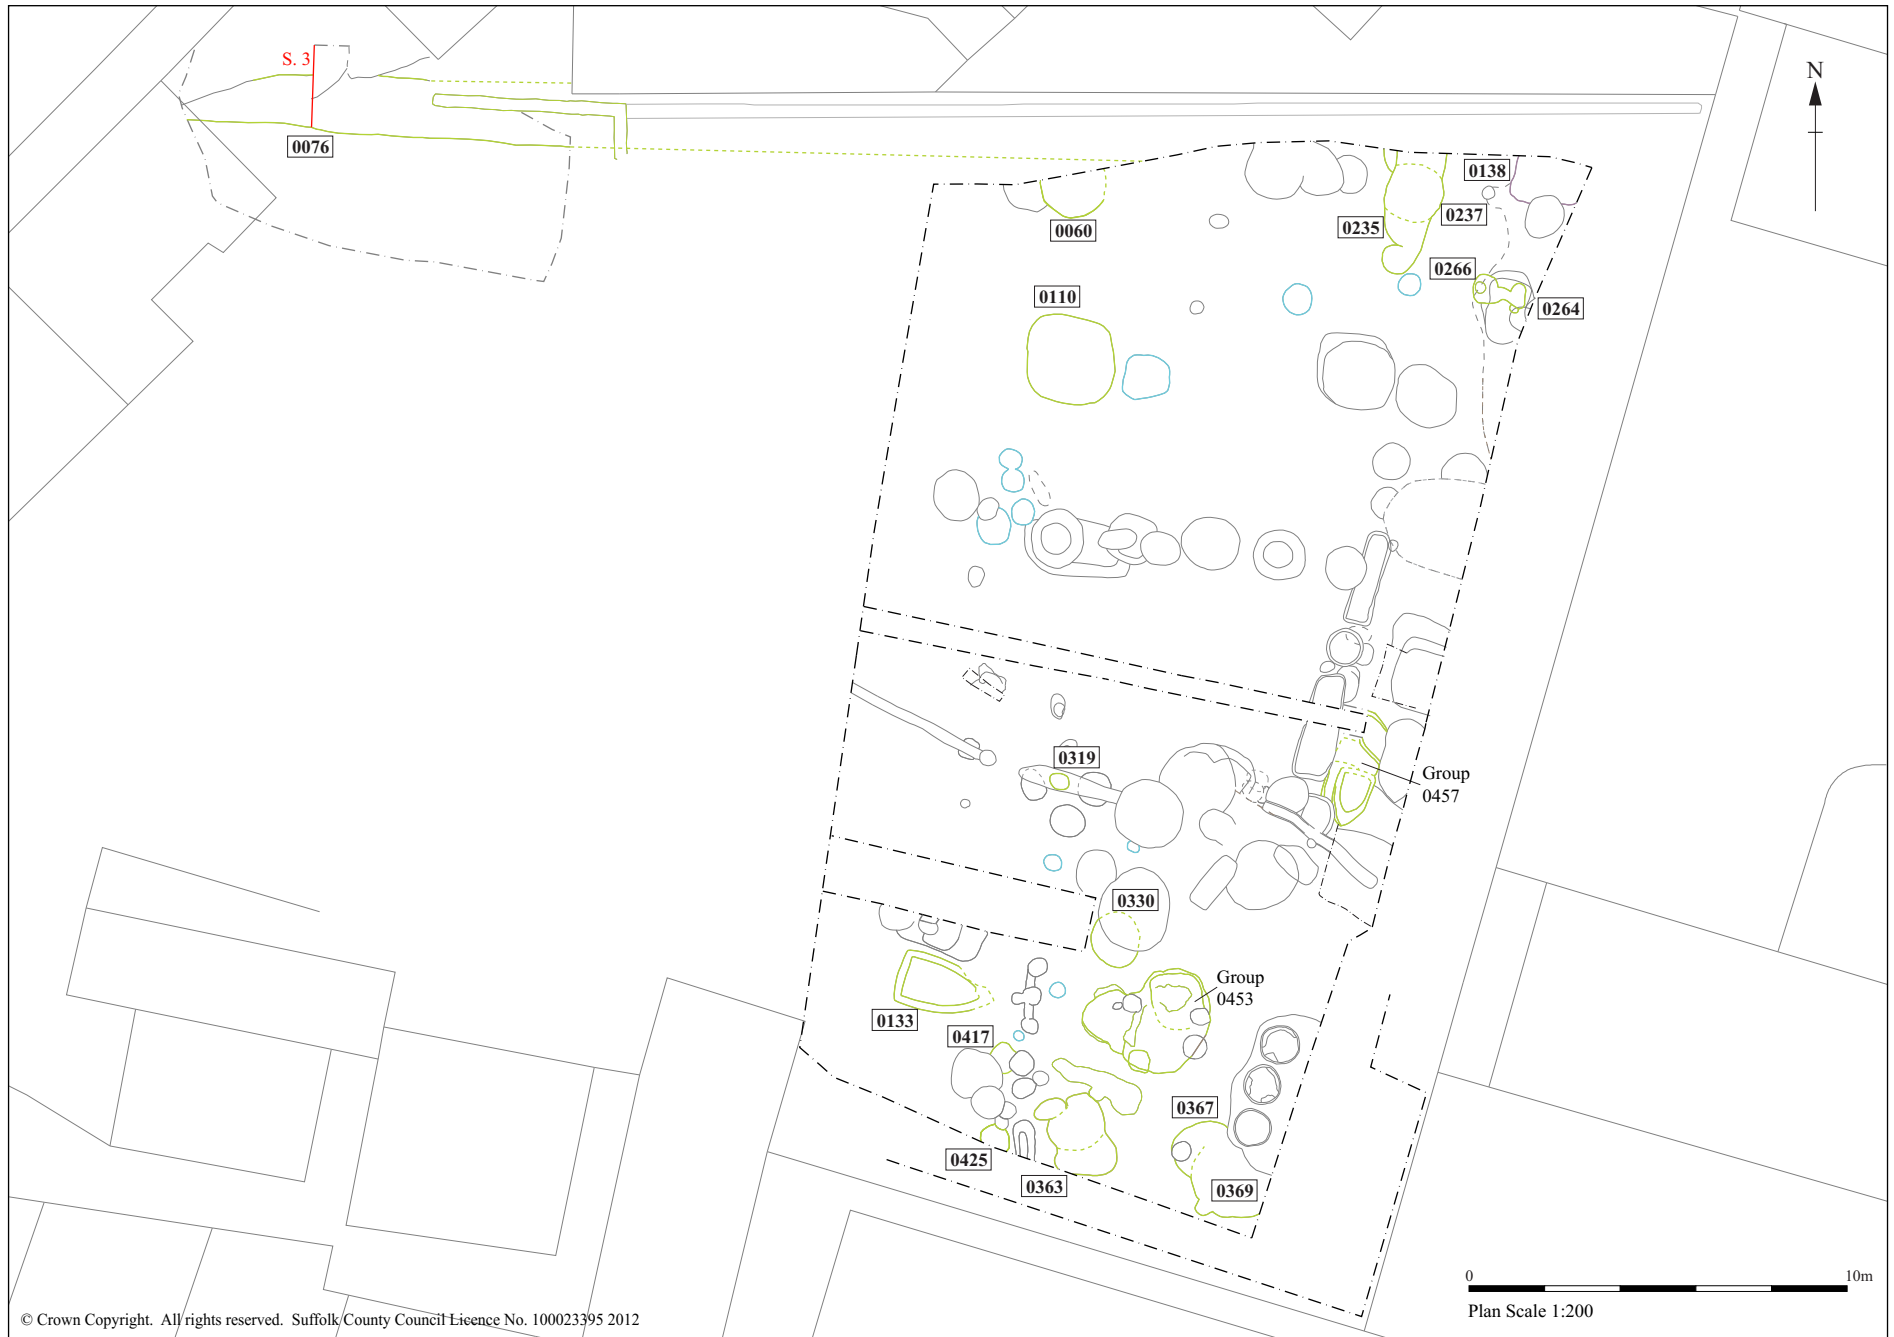 S. 3
0076
N
0138
0060
0235
0237
0266
0110
0264
0319
Group
0457
0330
Group
0453
0133
0417
0367
0425
0363
0369
0
10m
Plan Scale 1:200
© Crown Copyright. All rights reserved. Suffolk County Council Licence No. 100023395 2012